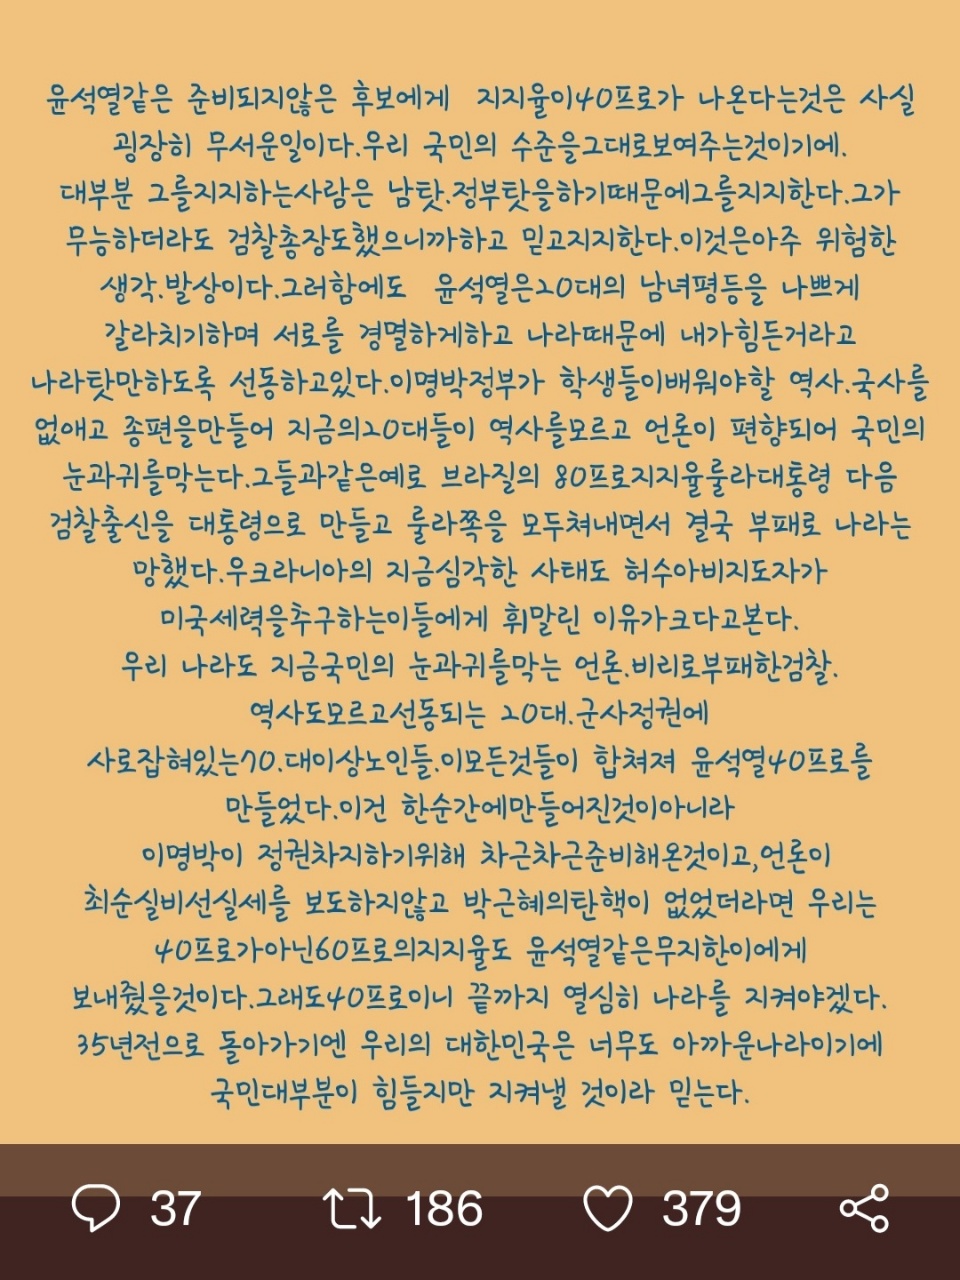 윤석열같은 준비되지않은 후보에게 지지율이40프로가 나온다는것은 사실
굉장히 무서운일이다.우리 국민의 수준을그대로보여주는것이기에.
대부분 그를지지하는사람은 남탓.정부탓을하기때문에그를지지한다.그가
무능하더라도 검찰총장도했으니까하고 믿고지지한다.이것은아주 위험한
생각.발상이다.그러함에도 윤석열은20대의 남녀평등을 나쁘게
갈라치기하며 서로를 경멸하게하고 나라때문에 내가힘든거라고
나라탓만하도록 선동하고있다.이명박정부가 학생들이배워야할 역사.국사를
없애고 종편을만들어 지금의20대들이 역사를모르고 언론이 편향되어 국민의
눈과귀를막는다.그들과같은예로 브라질의 80프로지지율룰라대통령 다음
검찰출신을 대통령으로 만들고 룰라쪽을 모두쳐내면서 결국 부패로 나라는
망했다.우크라니아의 지금심각한 사태도 허수아비지도자가
미국세력을추구하는이들에게 휘말린 이유가크다고본다.
우리 나라도 지금국민의 눈과귀를막는 언론.비리로부패한검찰.
역사도모르고선동되는 20대.군사정권에
사로잡혀있는70.대이상노인들.이모든것들이 합쳐져 윤석열40프로를
만들었다.이건 한순간에만들어진것이아니라
이명박이 정권차지하기위해 차근차근준비해온것이고,언론이
최순실비선실세를 보도하지않고 박근혜의탄핵이 없었더라면 우리는
40프로가아닌60프로의지지율도 윤석열같은무지한이에게
보내줬을것이다.그래도40프로이니 끝까지 열심히 나라를 지켜야겠다.
35년전으로 돌아가기엔 우리의 대한민국은 너무도 아까운나라이기에
국민대부분이 힘들지만 지켜낼 것이라 믿는다.
37 186 379